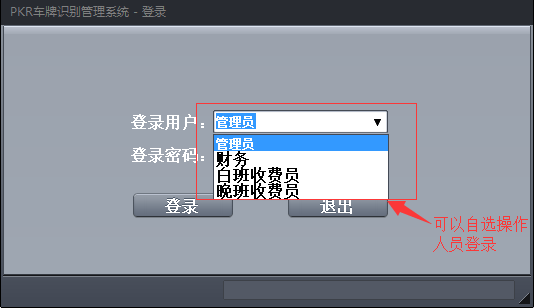 PKR车牌识别管理系统 - 登录
登录用户：管理员
管理员
登录密码：
财务
白班收费员
晚班收费员
登录 退出
可以自选操作
人员登录